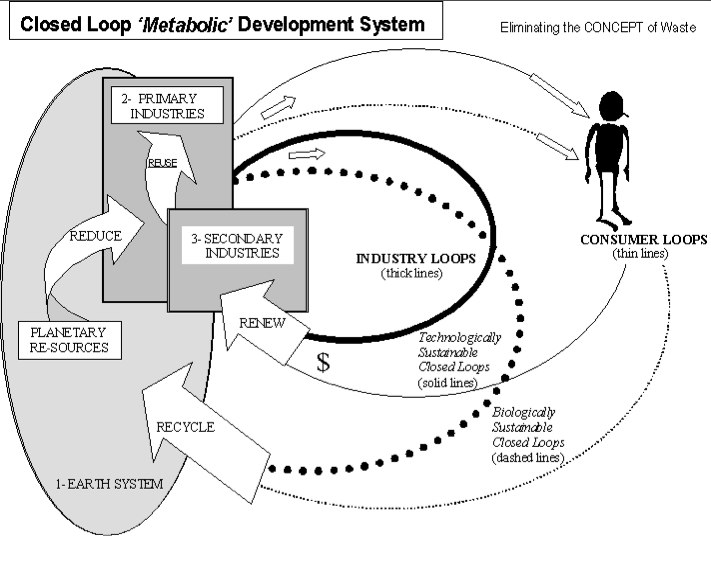 Closed Loop ‘Metabolic’ Development System
Eliminating the CONCEPT of Waste
2- PRIMARY
INDUSTRIES
REUSE
REDUCE
3- SECONDARY
INDUSTRIES
INDUSTRY LOOPS
(thick lines)
CONSUMER LOOPS
(thin lines)
PLANETARY
RE-SOURCES
RENEW
$
Technologically
Sustainable
Closed Loops
(solid lines)
Biologically
Sustainable
Closed Loops
(dashed lines)
RECYCLE
1- EARTH SYSTEM